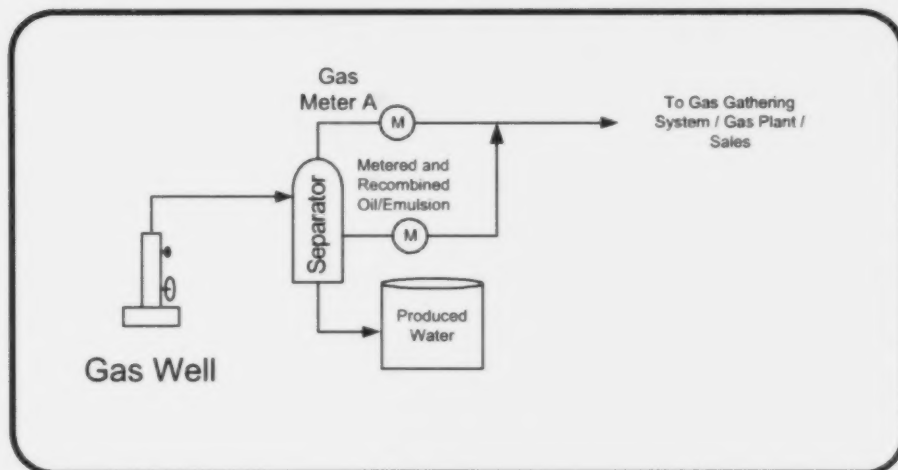 Gas
Meter A
M
To Gas Gathering
System / Gas Plant /
Sales
Metered and
Recombined
Oil/Emulsion
Separator
M
Produced
Water
Gas Well